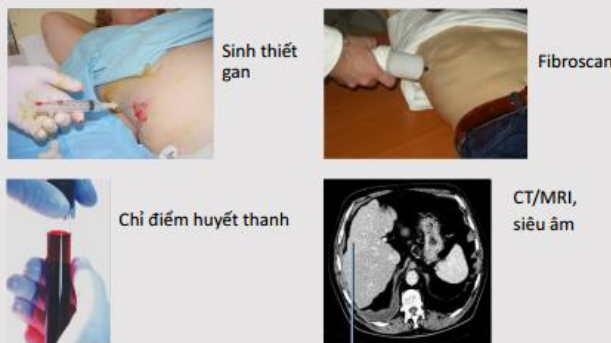 Sinh thiết
gan
Fibroscan
Chỉ điểm huyết thanh
CT/MRI,
siêu âm